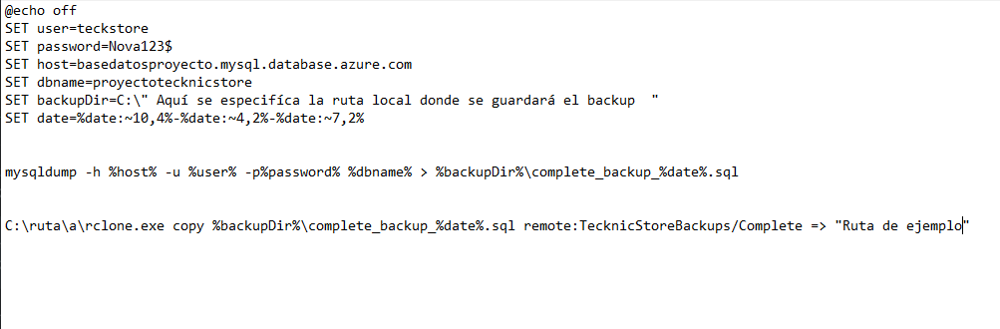 @echo off
SET user=teckstore
SET password=Nova123$
SET host=basedatosproyecto.mysql.database.azure.com
SET dbname=proyectotecknicstore
SET backupDir=C:\" Aquí se especifíca la ruta local donde se guardará el backup  "
SET date=%date:~10,4%-%date:~4,2%-%date:~7,2%
mysqldump -h %host% -u %user% -p%password% %dbname% > %backupDir%\complete_backup_%date%.sql
C:\ruta\a\rclone.exe copy %backupDir%\complete_backup_%date%.sql remote:TecknicStoreBackups/Complete => "Ruta de ejemplo"